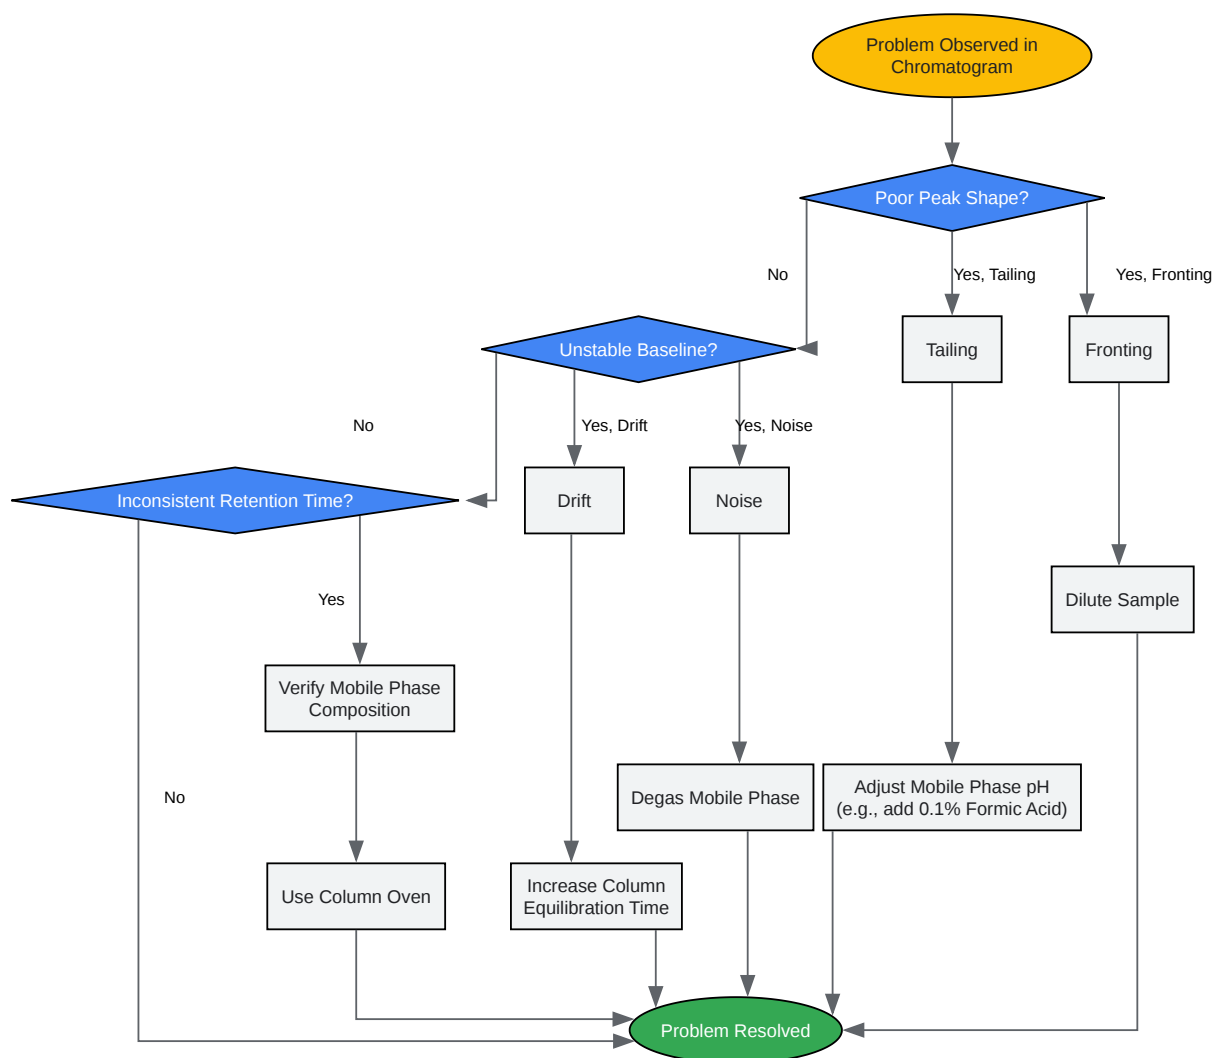 Problem Observed in
Chromatogram
Poor Peak Shape?
No
Yes, Tailing
Yes, Fronting
Unstable Baseline?
Tailing
Fronting
No
Yes, Drift
Yes, Noise
Inconsistent Retention Time?
Drift
Noise
Yes
Dilute Sample
Verify Mobile Phase
Composition
No
Degas Mobile Phase
Adjust Mobile Phase pH
(e.g., add 0.1% Formic Acid)
Use Column Oven
Increase Column
Equilibration Time
Problem Resolved